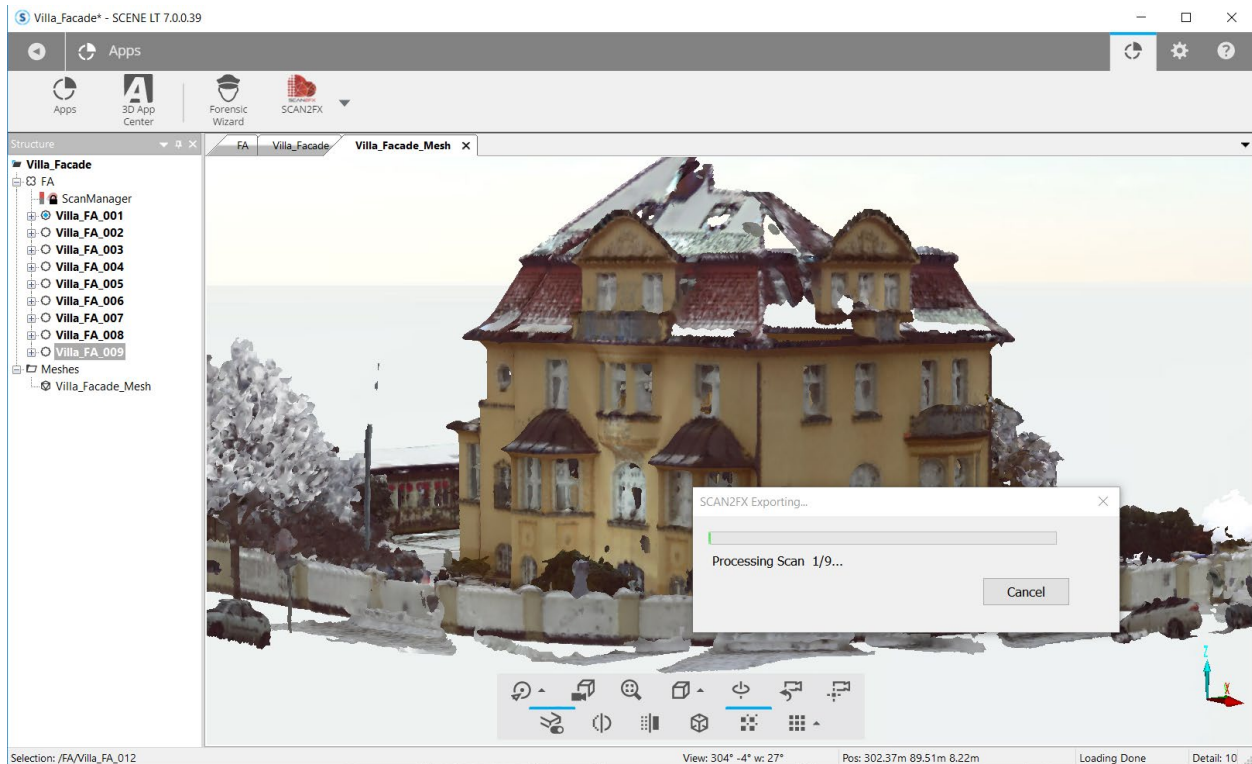 Villa_Facade* - SCENE LT 7.0.0.39
Apps
Apps
3D App
Center
Forensic
Wizard
SCAN2FX
SCAN2FX
Structure
FA
Villa_Facade
Villa_Facade_Mesh
Villa_Facade
FA
ScanManager
Villa_FA_001
Villa_FA_002
Villa_FA_003
Villa_FA_004
Villa_FA_005
Villa_FA_006
Villa_FA_007
Villa_FA_008
Villa_FA_009
Meshes
Villa_Facade_Mesh
SCAN2FX Exporting...
Processing Scan 1/9...
Cancel
Z
X
Selection: /FA/Villa_FA_012
View: 304° -4° w: 27°
Pos: 302.37m 89.51m 8.22m
Loading Done
Detail: 10